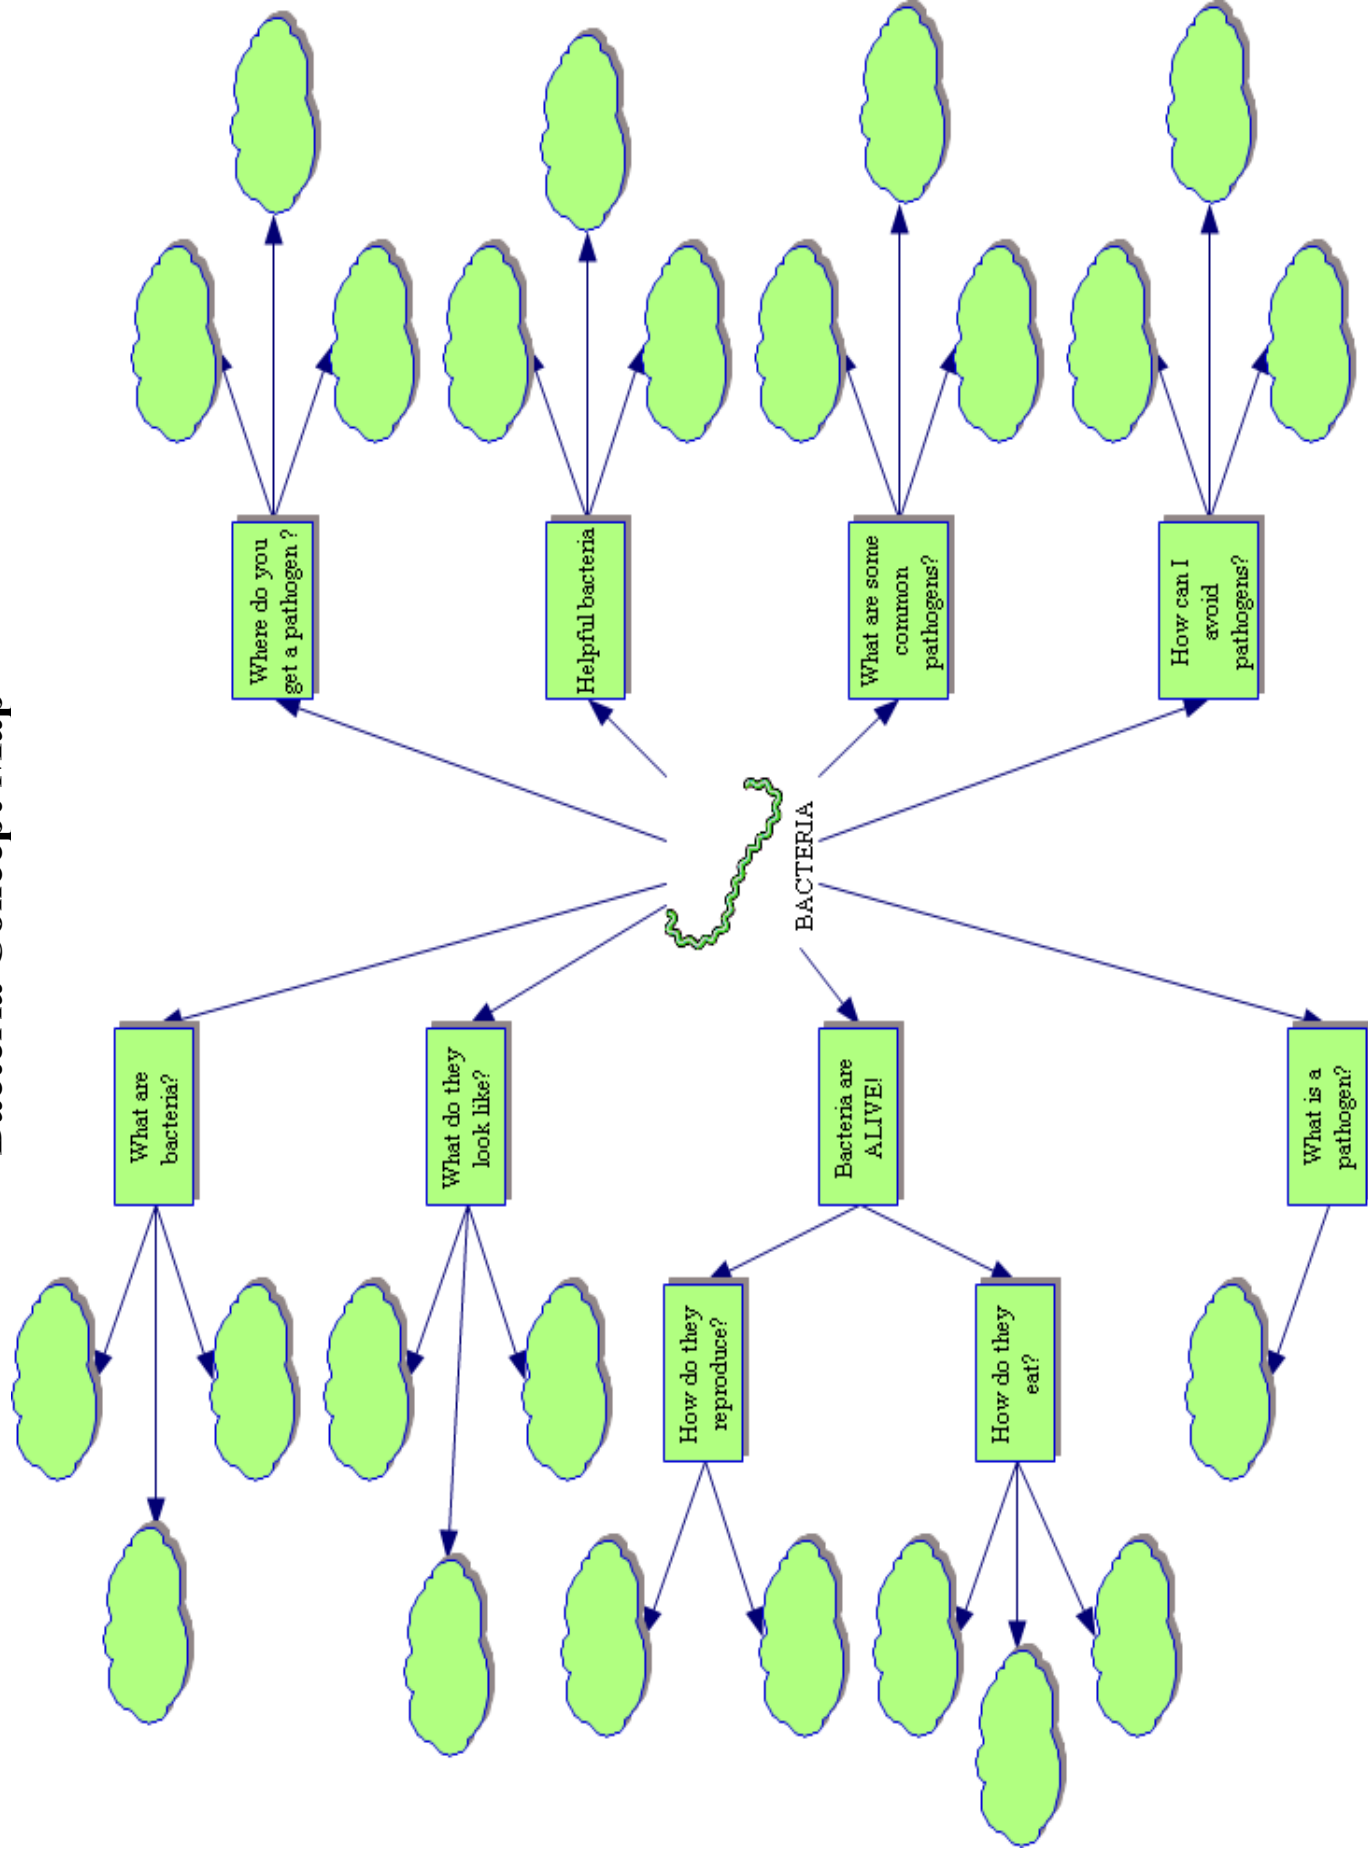 Bacteria Concept Map
What are
bacteria?
Where do you
get a pathogen ?
What do they
look like?
Helpful bacteria
BACTERIA
How do they
reproduce?
Bacteria are
ALIVE!
What are some
common
pathogens?
How do they
eat?
What is a
pathogen?
How can I
avoid
pathogens?